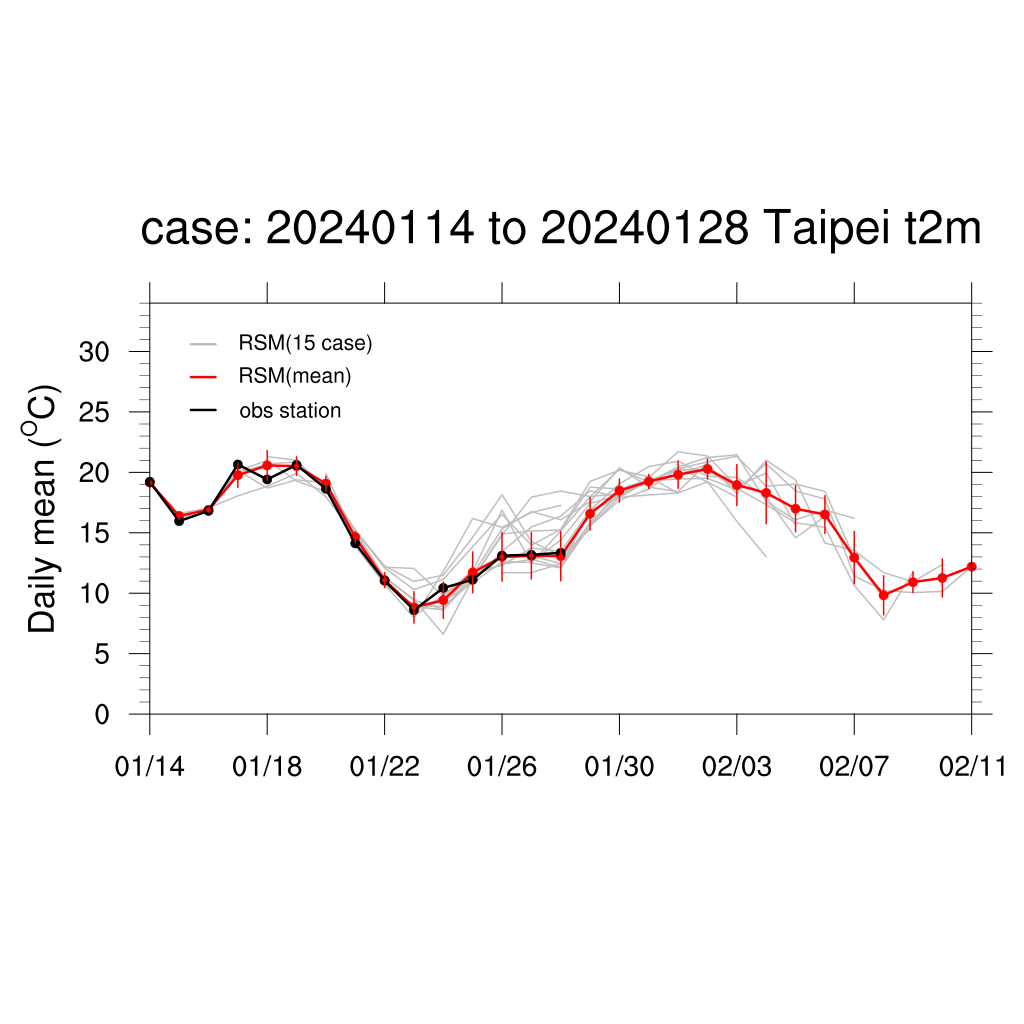 case: 20240114 to 20240128 Taipei t2m
RSM(15 case)
RSM(mean)
obs station
Daily mean (°C)
30
25
20
15
10
5
0
01/14 01/18 01/22 01/26 01/30 02/03 02/07 02/11